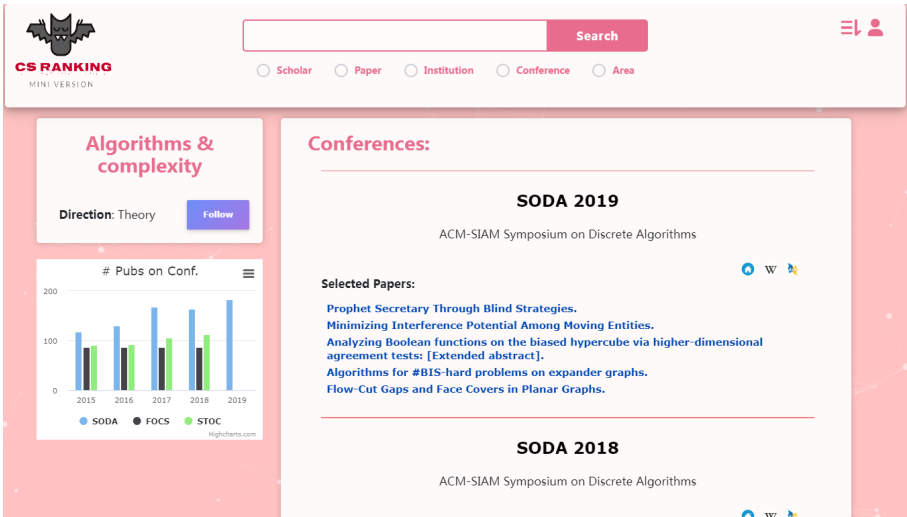 CS RANKING
MINI VERSION
Search
Scholar Paper Institution Conference Area
Algorithms &
complexity
Direction: Theory Follow
# Pubs on Conf.
200
100
0
2015 2016 2017 2018 2019
SODA FOCS STOC
Highcharts.com
Conferences:
SODA 2019
ACM-SIAM Symposium on Discrete Algorithms
W
Selected Papers:
Prophet Secretary Through Blind Strategies.
Minimizing Interference Potential Among Moving Entities.
Analyzing Boolean functions on the biased hypercube via higher-dimensional
agreement tests: [Extended abstract].
Algorithms for #BIS-hard problems on expander graphs.
Flow-Cut Gaps and Face Covers in Planar Graphs.
SODA 2018
ACM-SIAM Symposium on Discrete Algorithms
W